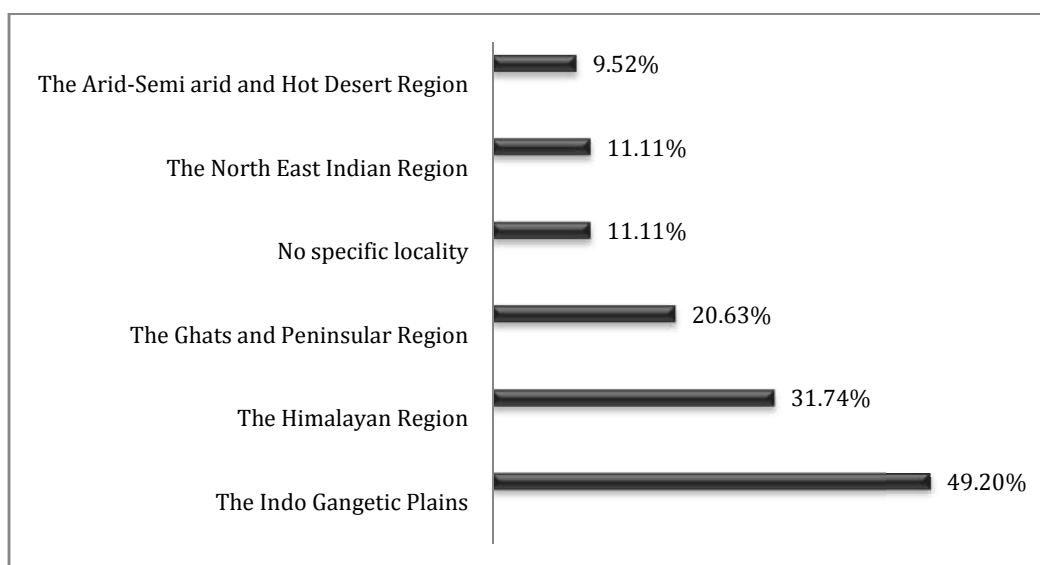 The Arid-Semi arid and Hot Desert Region 9.52%
The North East Indian Region 11.11%
No specific locality 11.11%
The Ghats and Peninsular Region 20.63%
The Himalayan Region 31.74%
The Indo Gangetic Plains 49.20%